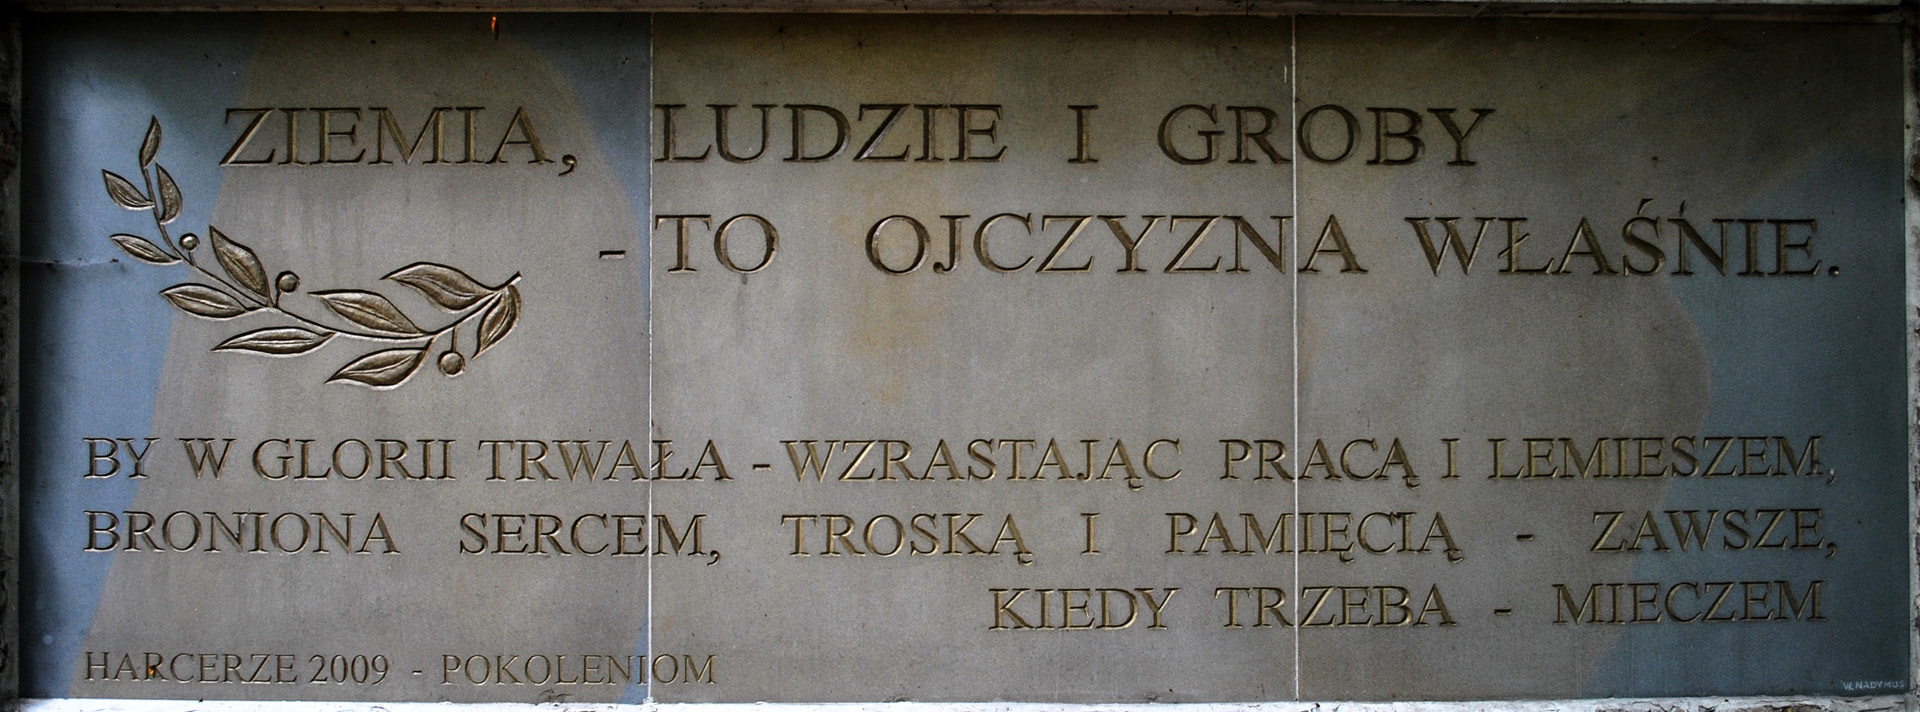 ZIEMIA, LUDZIE I GROBY
- TO OJCZYZNA WŁAŚNIE.
BY W GLORII TRWAŁA - WZRASTAJĄC PRACĄ I LEMIESZEM,
BRONIONA SERCEM, TROSKĄ I PAMIĘCIĄ - ZAWSZE,
KIEDY TRZEBA - MIECZEM
HARCERZE 2009 - POKOLENIOM
W. NADYMUS